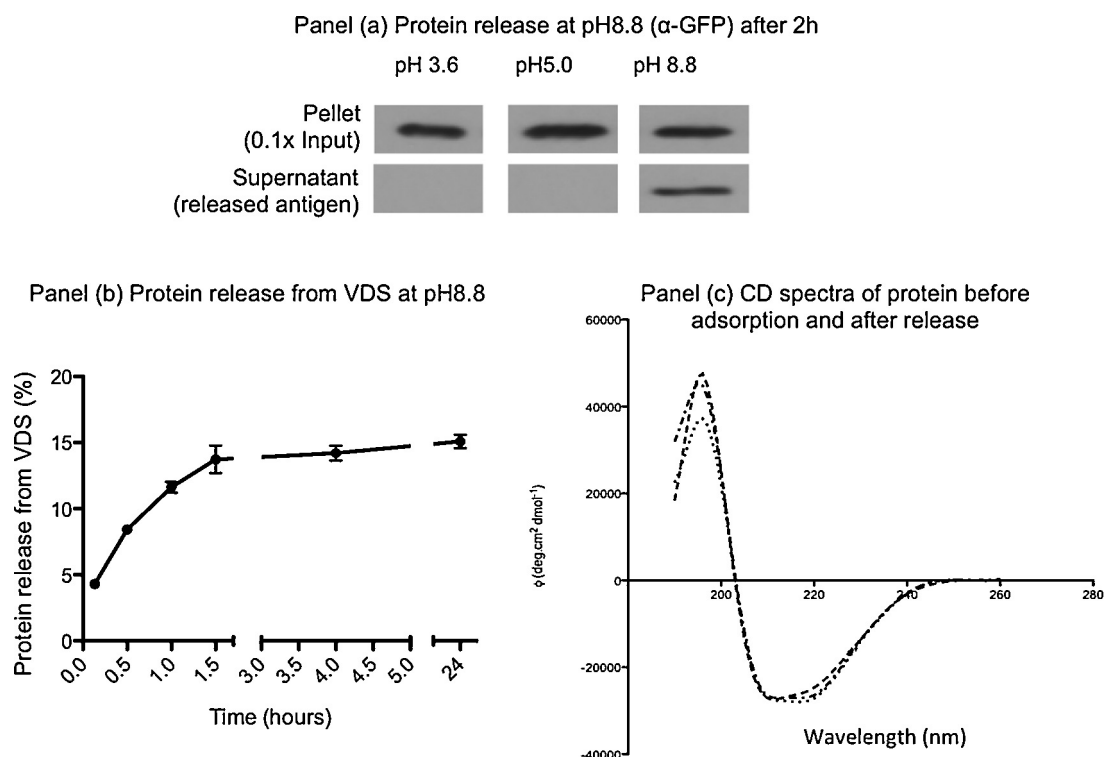 Panel (a) Protein release at pH8.8 (α-GFP) after 2h
pH 3.6 pH5.0 pH 8.8
Pellet
(0.1x Input)
Supernatant
(released antigen)
Panel (b) Protein release from VDS at pH8.8
Protein release from VDS (%)
20
15
10
5
0
0.0 0.5 1.0 1.5 3.0 3.5 4.0 4.5 5.0 24
Time (hours)
Panel (c) CD spectra of protein before
adsorption and after release
ϕ (deg.cm² dmol⁻¹)
60000
40000
20000
0
-20000
-40000
200 220 240 260 280
Wavelength (nm)